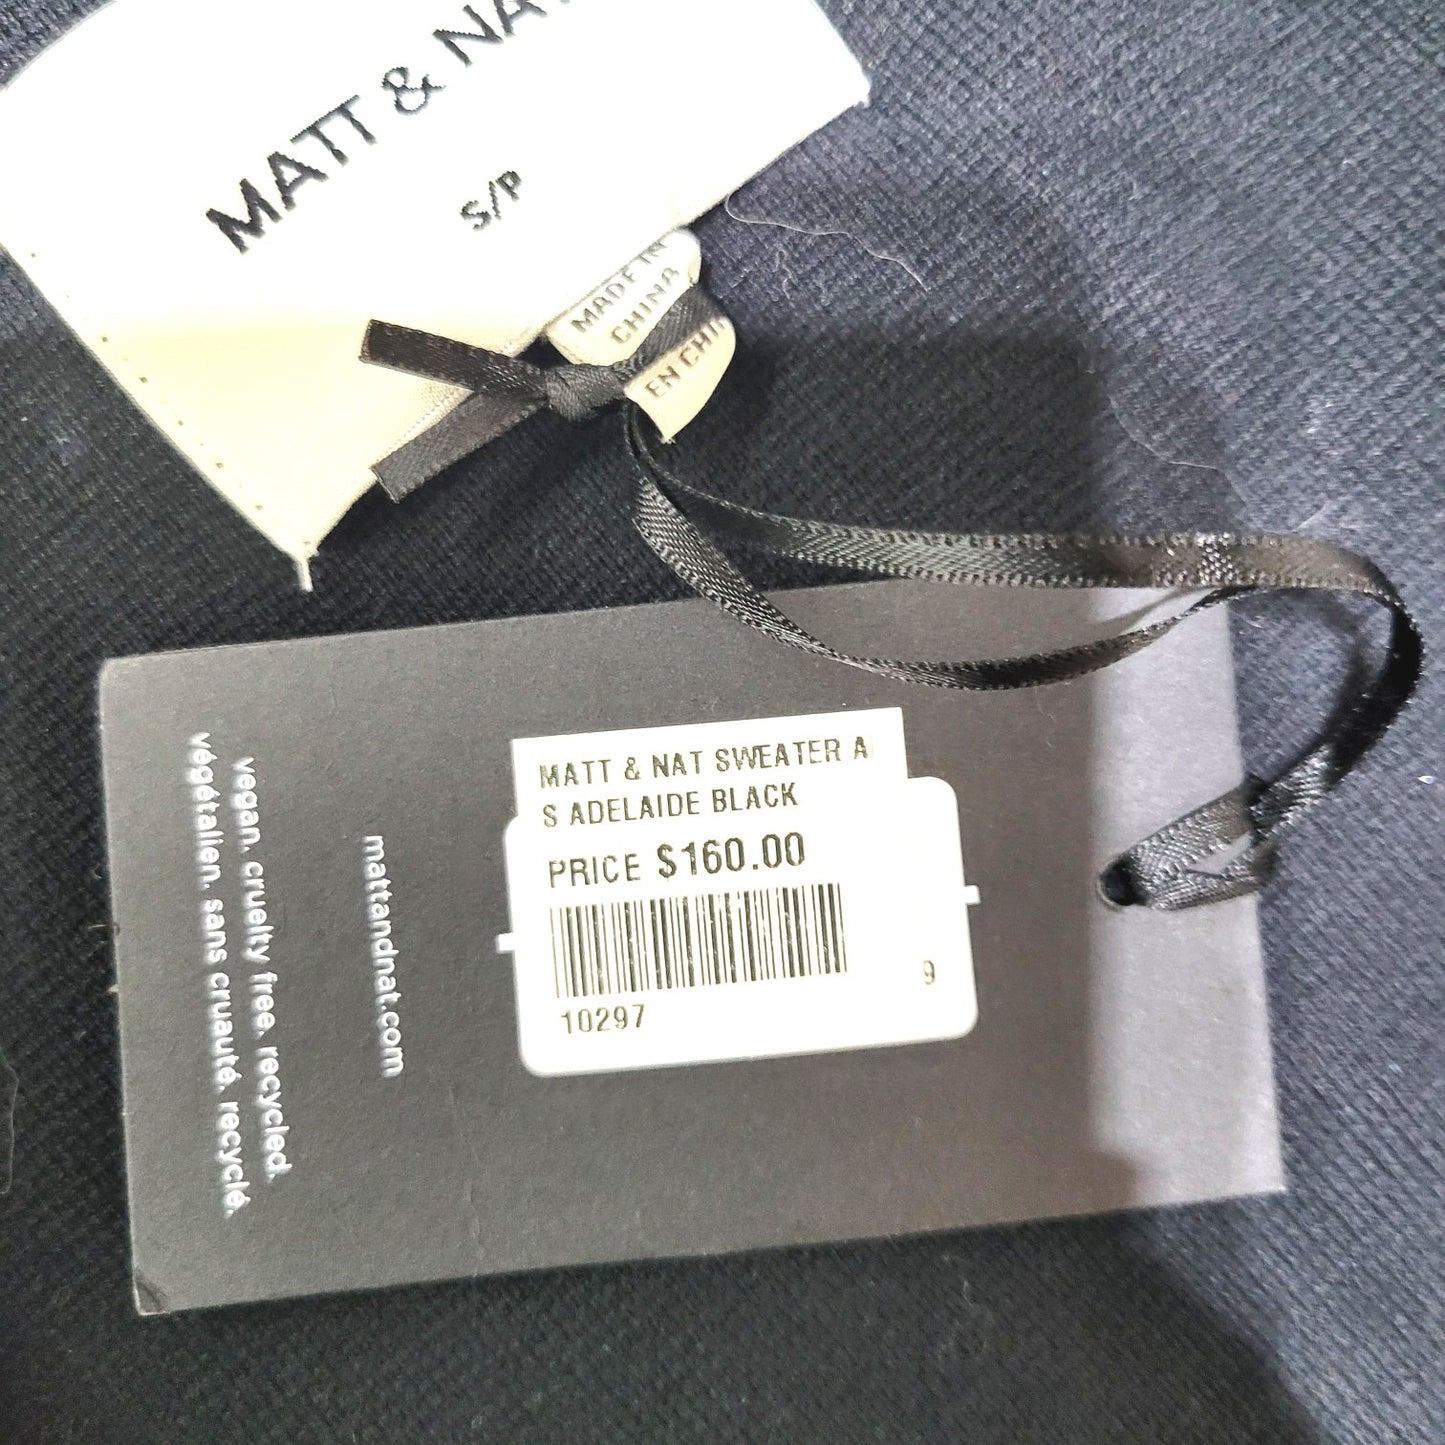 MATT & NA
S/P
MADE IN
CHINA
EN CHI
MATT & NAT SWEATER A
S ADELAIDE BLACK
PRICE $160.00
9
10297
mattandnat.com
vegan. cruelty free. recycled.
végétalien. sans cruauté. recyclé.